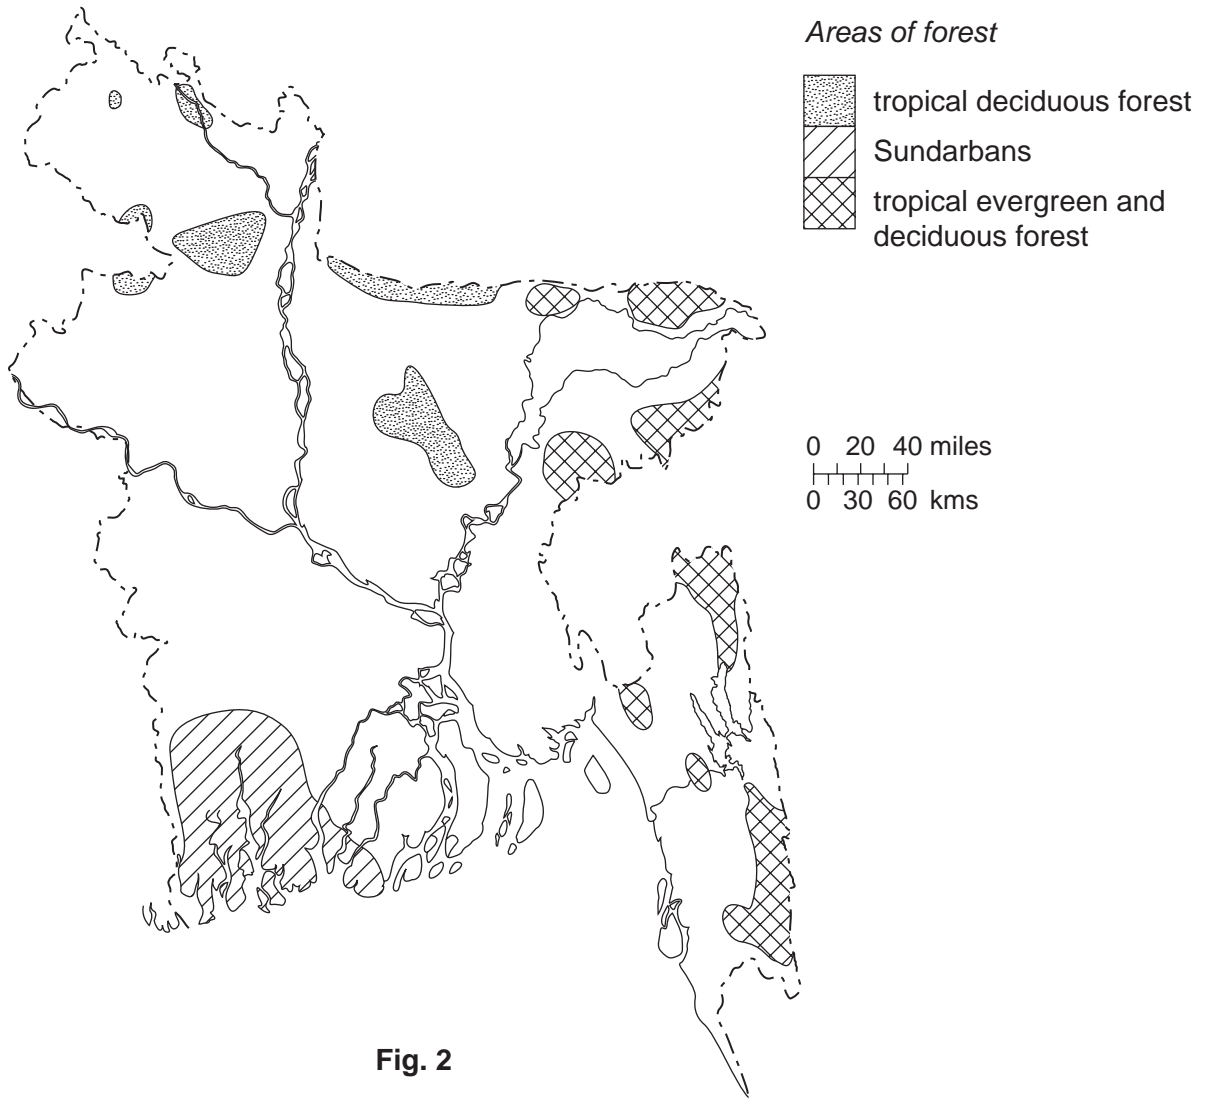 Areas of forest
tropical deciduous forest
Sundarbans
tropical evergreen and
deciduous forest
0 20 40 miles
0 30 60 kms
Fig. 2